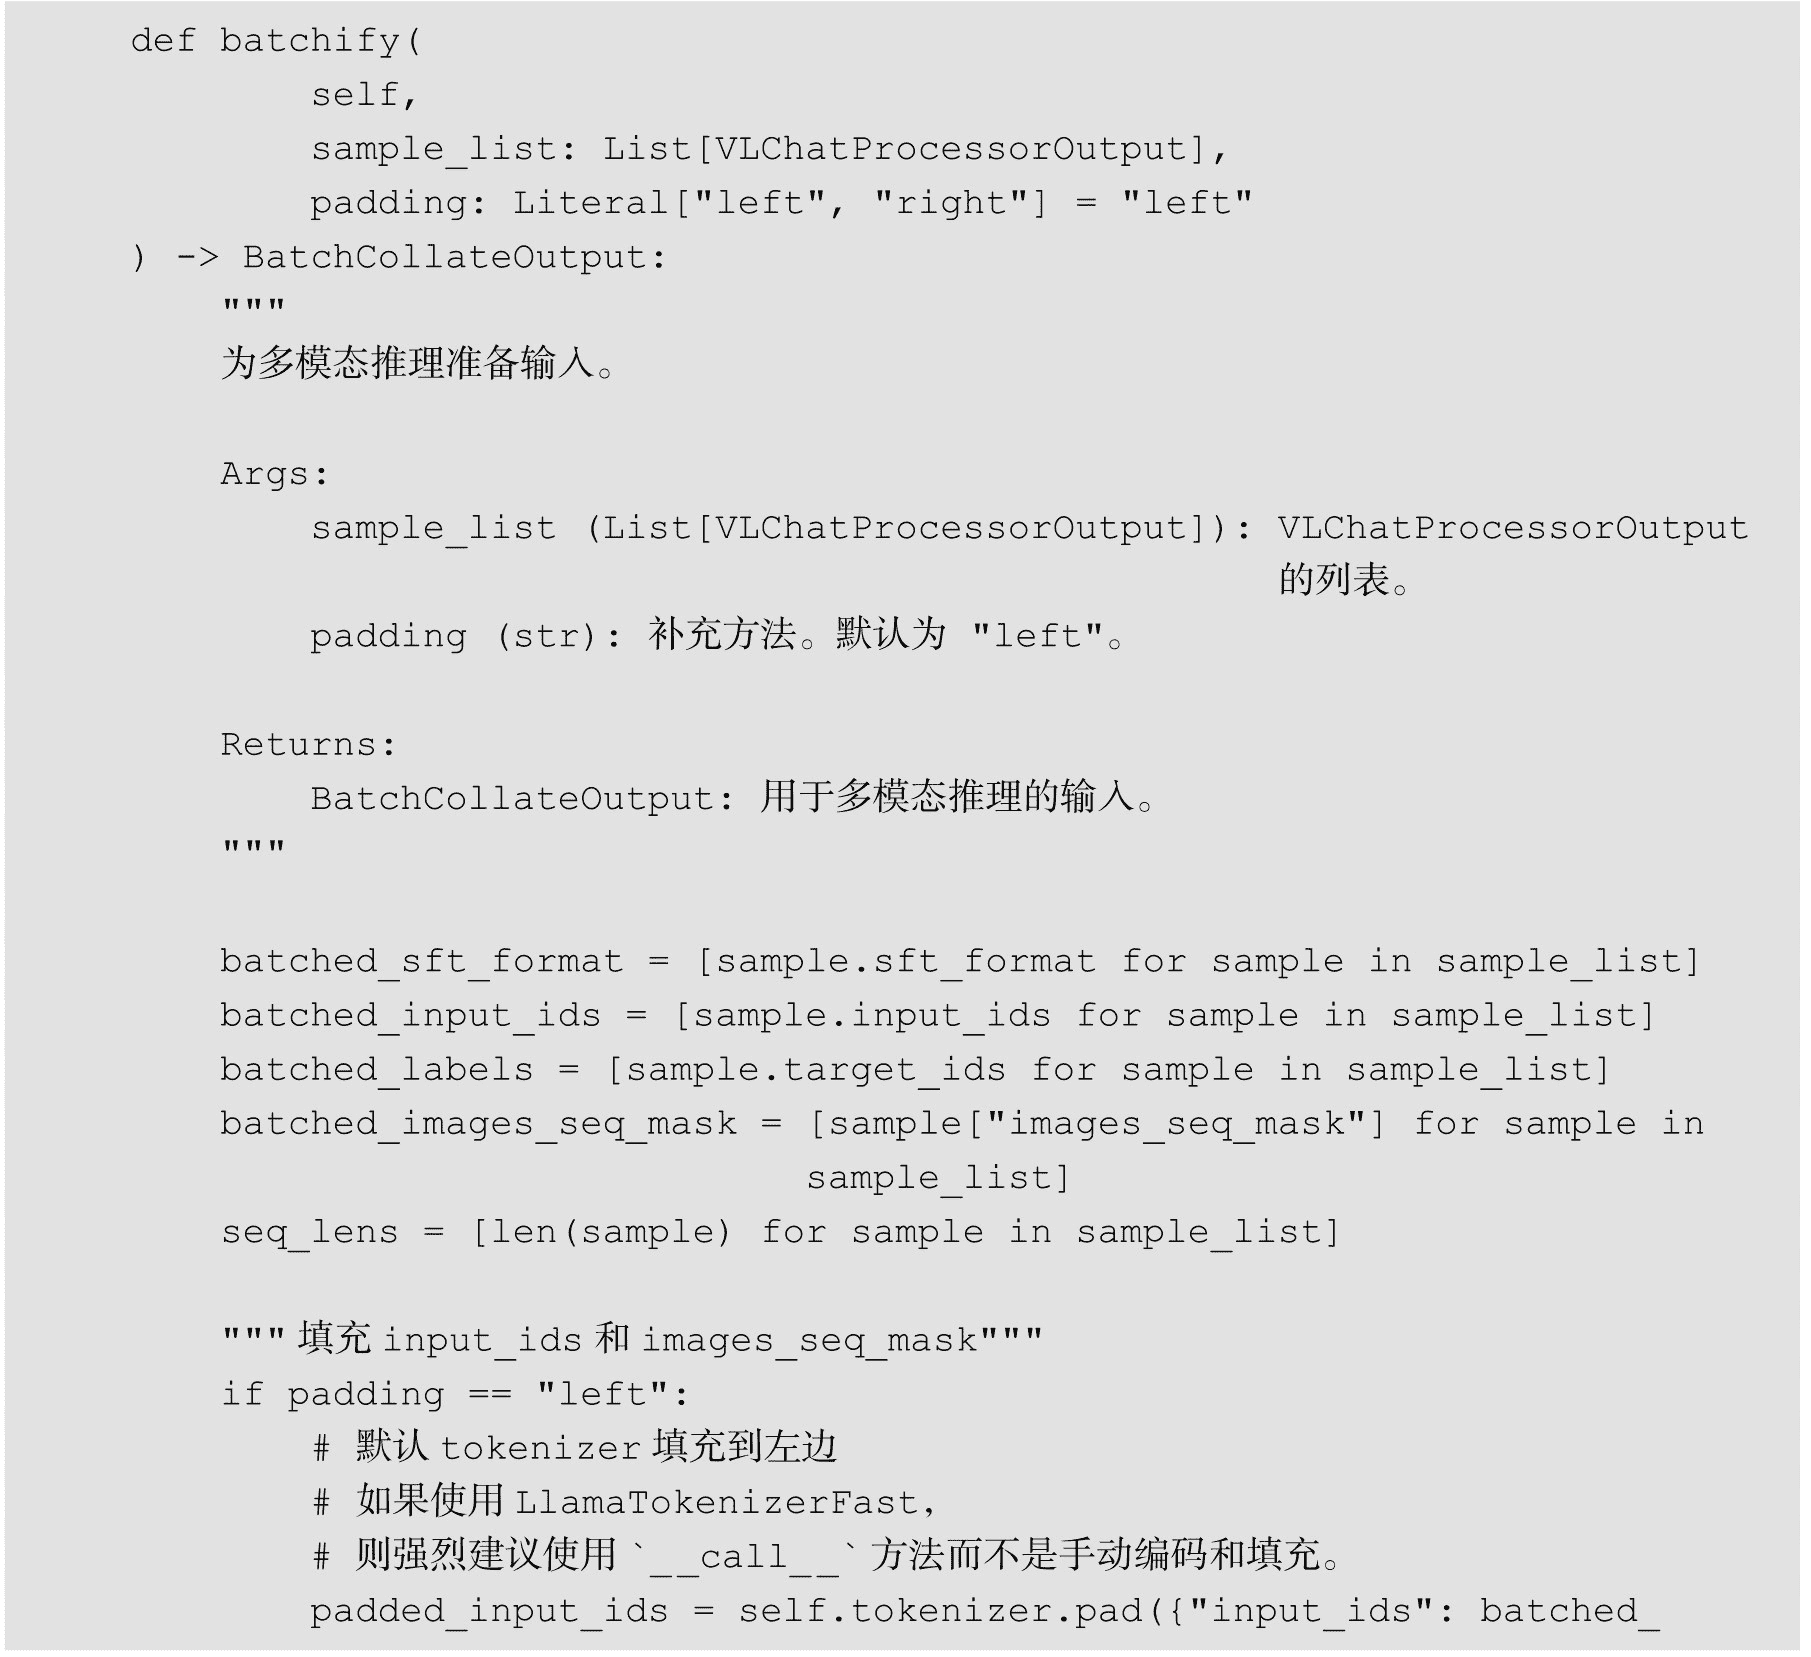 def batchify(
        self,
        sample_list: List[VLChatProcessorOutput],
        padding: Literal["left", "right"] = "left"
) -> BatchCollateOutput:
    """
    为多模态推理准备输入。

    Args:
        sample_list (List[VLChatProcessorOutput]): VLChatProcessorOutput
                                                   的列表。
        padding (str): 补充方法。默认为 "left"。

    Returns:
        BatchCollateOutput: 用于多模态推理的输入。
    """

    batched_sft_format = [sample.sft_format for sample in sample_list]
    batched_input_ids = [sample.input_ids for sample in sample_list]
    batched_labels = [sample.target_ids for sample in sample_list]
    batched_images_seq_mask = [sample["images_seq_mask"] for sample in
                              sample_list]
    seq_lens = [len(sample) for sample in sample_list]

    """填充 input_ids 和 images_seq_mask"""
    if padding == "left":
        # 默认 tokenizer 填充到左边
        # 如果使用 LlamaTokenizerFast,
        # 则强烈建议使用 `__call__` 方法而不是手动编码和填充。
        padded_input_ids = self.tokenizer.pad({"input_ids": batched_